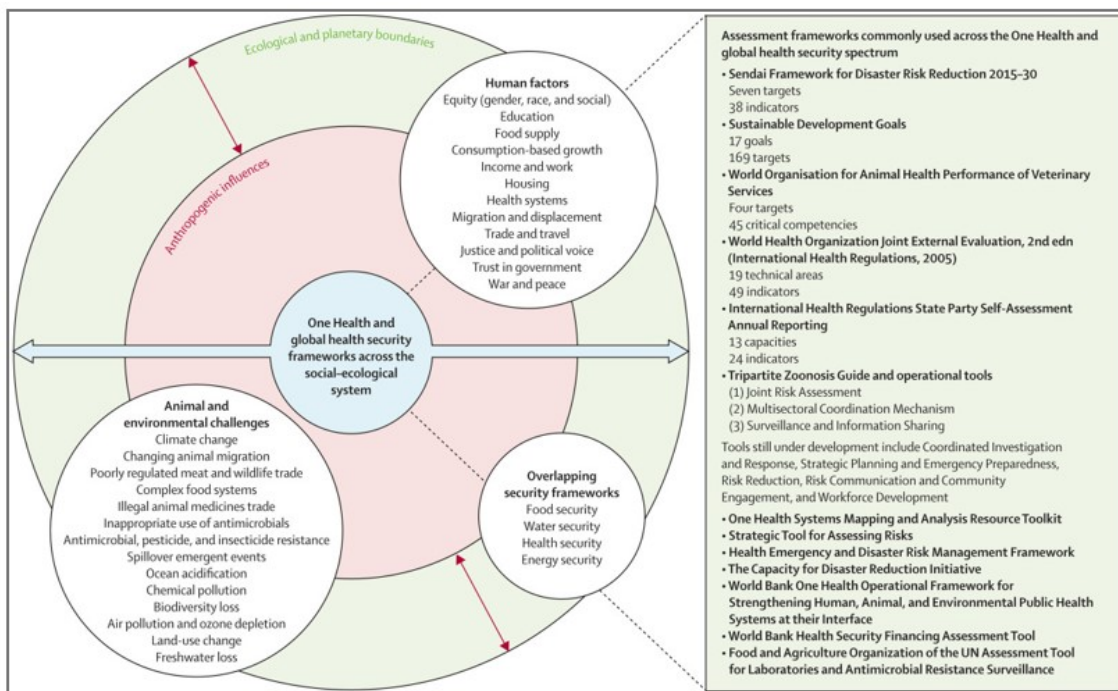 Ecological and planetary boundaries
Anthropogenic influences
Human factors
Equity (gender, race, and social)
Education
Food supply
Consumption-based growth
Income and work
Housing
Health systems
Migration and displacement
Trade and travel
Justice and political voice
Trust in government
War and peace
One Health and
global health security
frameworks across the
social–ecological
system
Animal and
environmental challenges
Climate change
Changing animal migration
Poorly regulated meat and wildlife trade
Complex food systems
Illegal animal medicines trade
Inappropriate use of antimicrobials
Antimicrobial, pesticide, and insecticide resistance
Spillover emergent events
Ocean acidification
Chemical pollution
Biodiversity loss
Air pollution and ozone depletion
Land-use change
Freshwater loss
Overlapping
security frameworks
Food security
Water security
Health security
Energy security
Assessment frameworks commonly used across the One Health and
global health security spectrum
• Sendai Framework for Disaster Risk Reduction 2015–30
Seven targets
38 indicators
• Sustainable Development Goals
17 goals
169 targets
• World Organisation for Animal Health Performance of Veterinary
Services
Four targets
45 critical competencies
• World Health Organization Joint External Evaluation, 2nd edn
(International Health Regulations, 2005)
19 technical areas
49 indicators
• International Health Regulations State Party Self-Assessment
Annual Reporting
13 capacities
24 indicators
• Tripartite Zoonosis Guide and operational tools
(1) Joint Risk Assessment
(2) Multisectoral Coordination Mechanism
(3) Surveillance and Information Sharing
Tools still under development include Coordinated Investigation
and Response, Strategic Planning and Emergency Preparedness,
Risk Reduction, Risk Communication and Community
Engagement, and Workforce Development
• One Health Systems Mapping and Analysis Resource Toolkit
• Strategic Tool for Assessing Risks
• Health Emergency and Disaster Risk Management Framework
• The Capacity for Disaster Reduction Initiative
• World Bank One Health Operational Framework for
Strengthening Human, Animal, and Environmental Public Health
Systems at their Interface
• World Bank Health Security Financing Assessment Tool
• Food and Agriculture Organization of the UN Assessment Tool
for Laboratories and Antimicrobial Resistance Surveillance